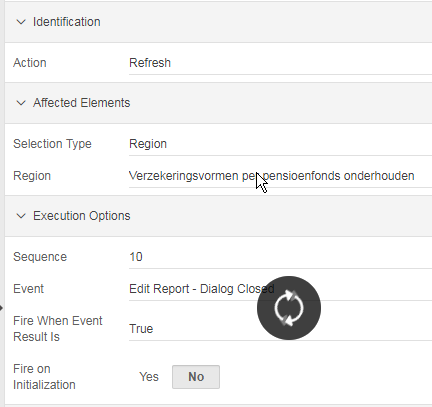 Identification
Action Refresh
Affected Elements
Selection Type Region
Region Verzekeringsvormen per pensioenfonds onderhouden
Execution Options
Sequence 10
Event Edit Report - Dialog Closed
Fire When Event
Result Is True
Fire on
Initialization Yes No